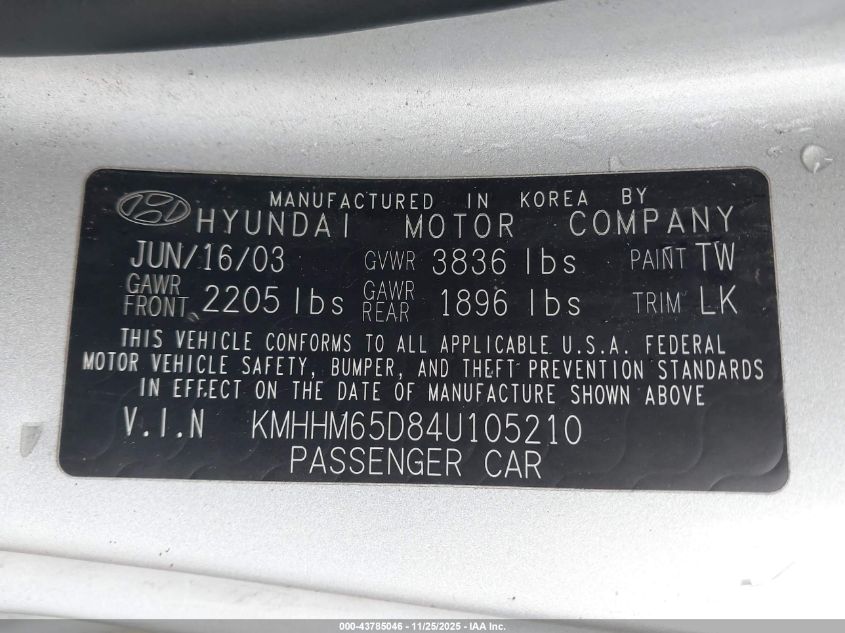 MANUFACTURED IN KOREA BY
HYUNDAI MOTOR COMPANY
JUN/16/03 GVWR 3836 lbs PAINT TW
GAWR FRONT 2205 lbs GAWR REAR 1896 lbs TRIM LK
THIS VEHICLE CONFORMS TO ALL APPLICABLE U.S.A. FEDERAL
MOTOR VEHICLE SAFETY, BUMPER, AND THEFT PREVENTION STANDARDS
IN EFFECT ON THE DATE OF MANUFACTURE SHOWN ABOVE
V.I.N KMHHM65D84U105210
PASSENGER CAR
000-43785046 - 11/25/2025 - IAA Inc.